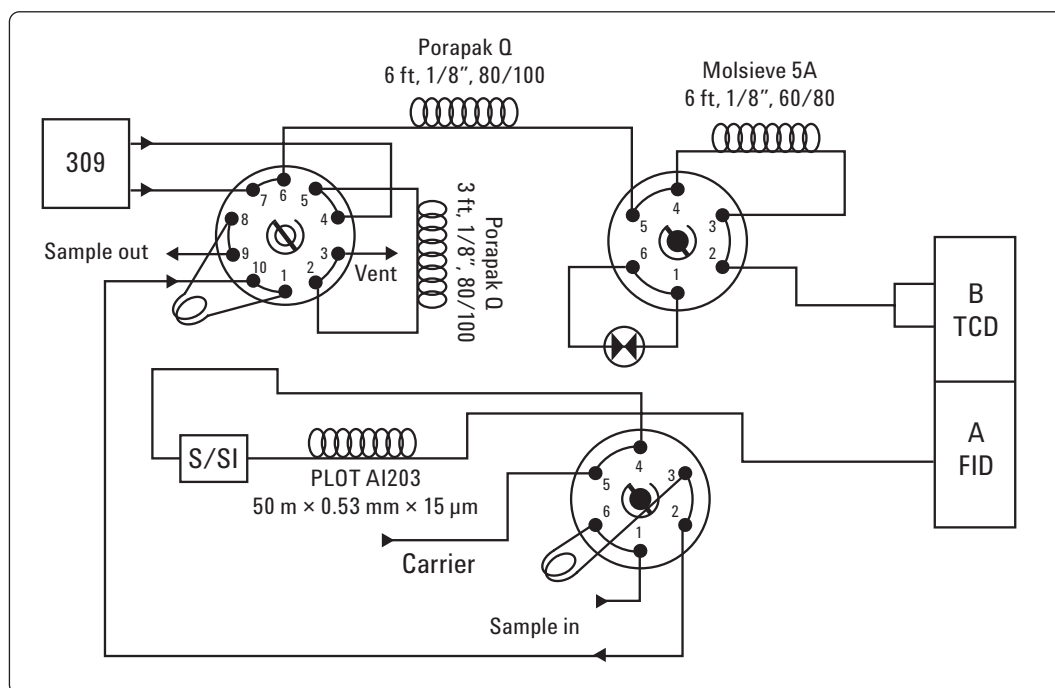 Porapak Q
6 ft, 1/8”, 80/100
Molsieve 5A
6 ft, 1/8”, 60/80
309
7
6
5
4
8
9
10
1
2
3
Sample out
Vent
Porapak Q
3 ft, 1/8”, 80/100
5
4
3
6
1
2
B
TCD
A
FID
S/SI
PLOT AI203
50 m × 0.53 mm × 15 µm
5
4
3
6
1
2
Carrier
Sample in